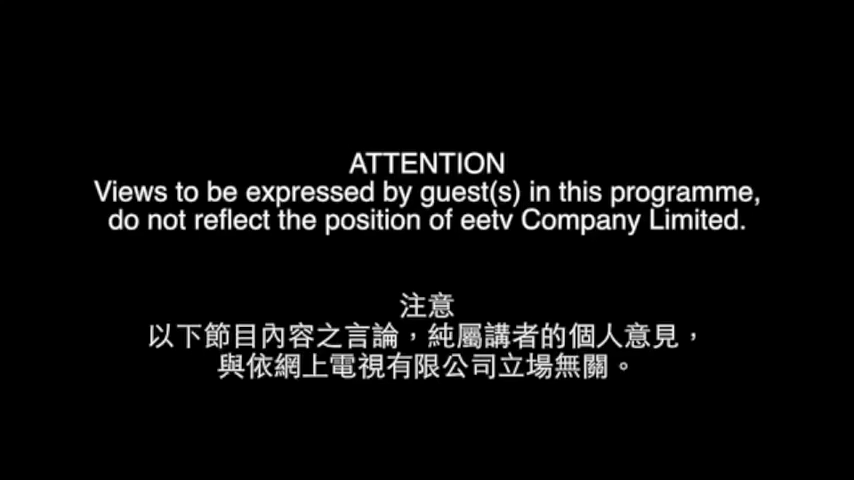 ATTENTION
Views to be expressed by guest(s) in this programme,
do not reflect the position of eetv Company Limited.
注意
以下節目內容之言論，純屬講者的個人意見，
與依網上電視有限公司立場無關。